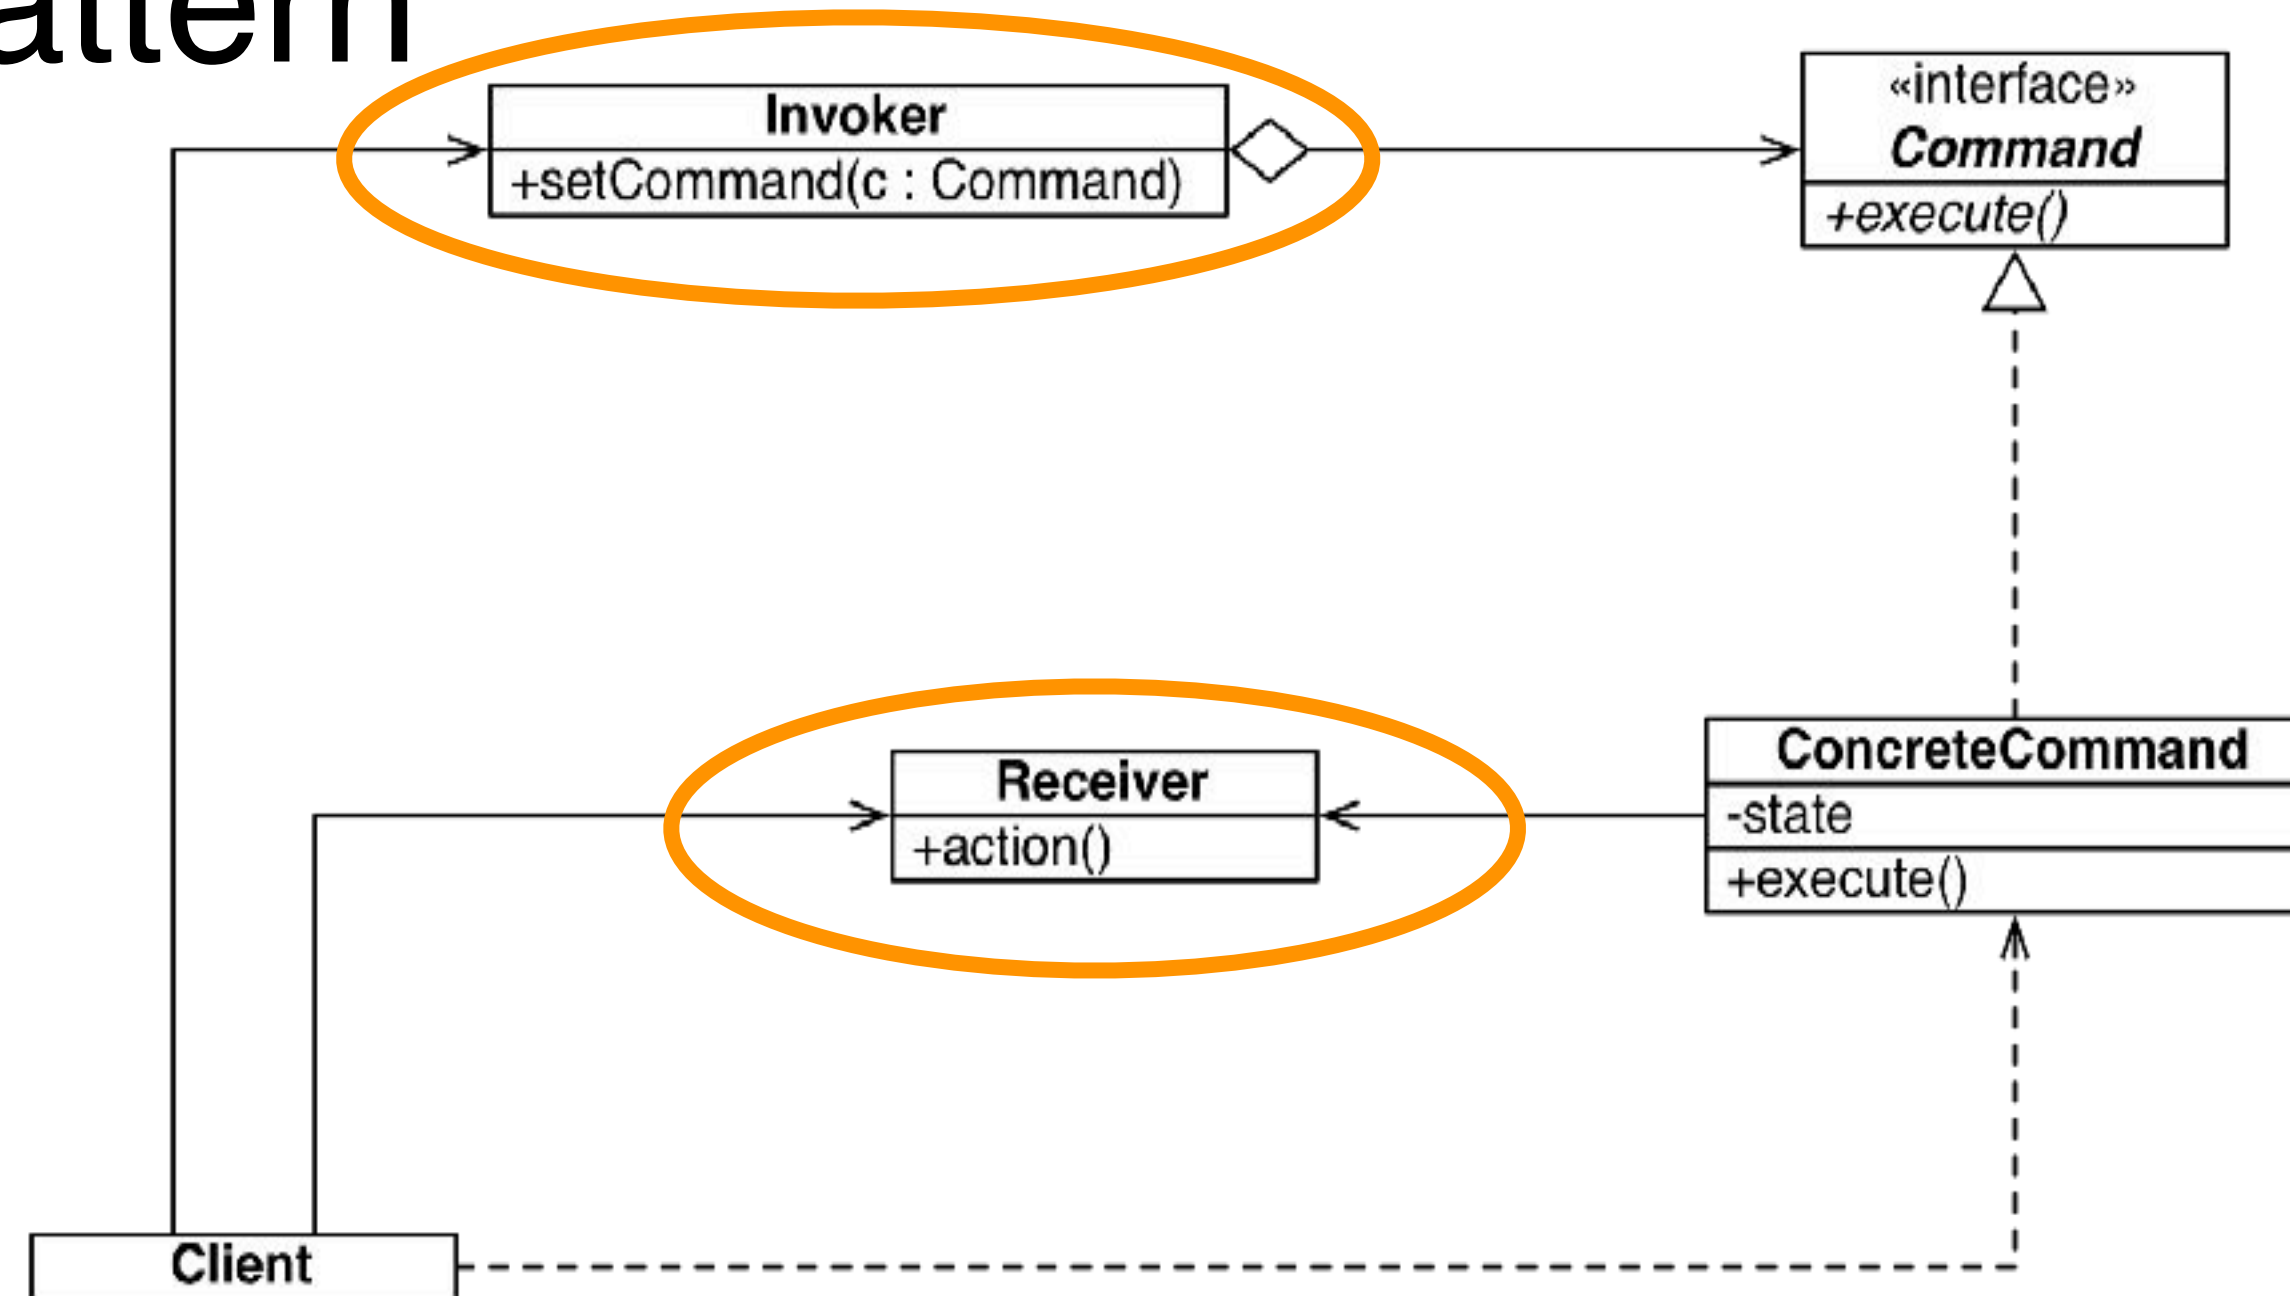 attern
Invoker
+setCommand(c : Command)
«interface»
Command
+execute()
Receiver
+action()
ConcreteCommand
-state
+execute()
Client